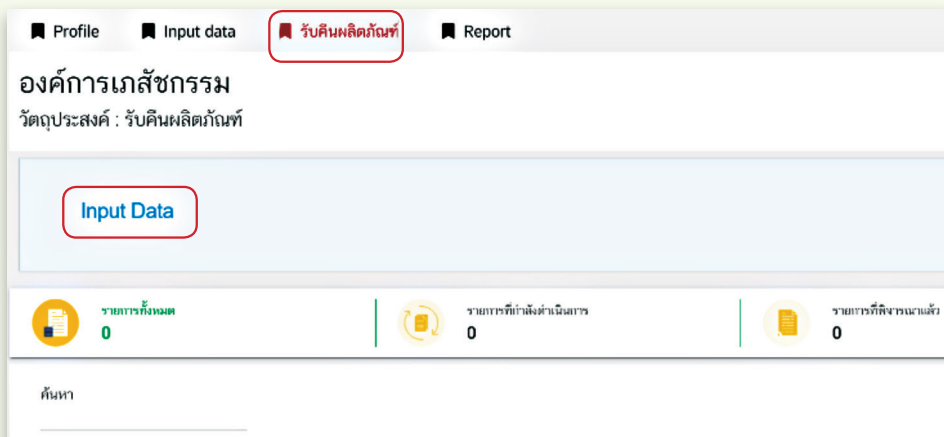 Profile Input data รับคืนผลิตภัณฑ์ Report
องค์การเภสัชกรรม
วัตถุประสงค์ : รับคืนผลิตภัณฑ์
Input Data
รายการทั้งหมด รายการที่กำลังดำเนินการ รายการที่พิจารณาแล้ว
0 0 0
ค้นหา